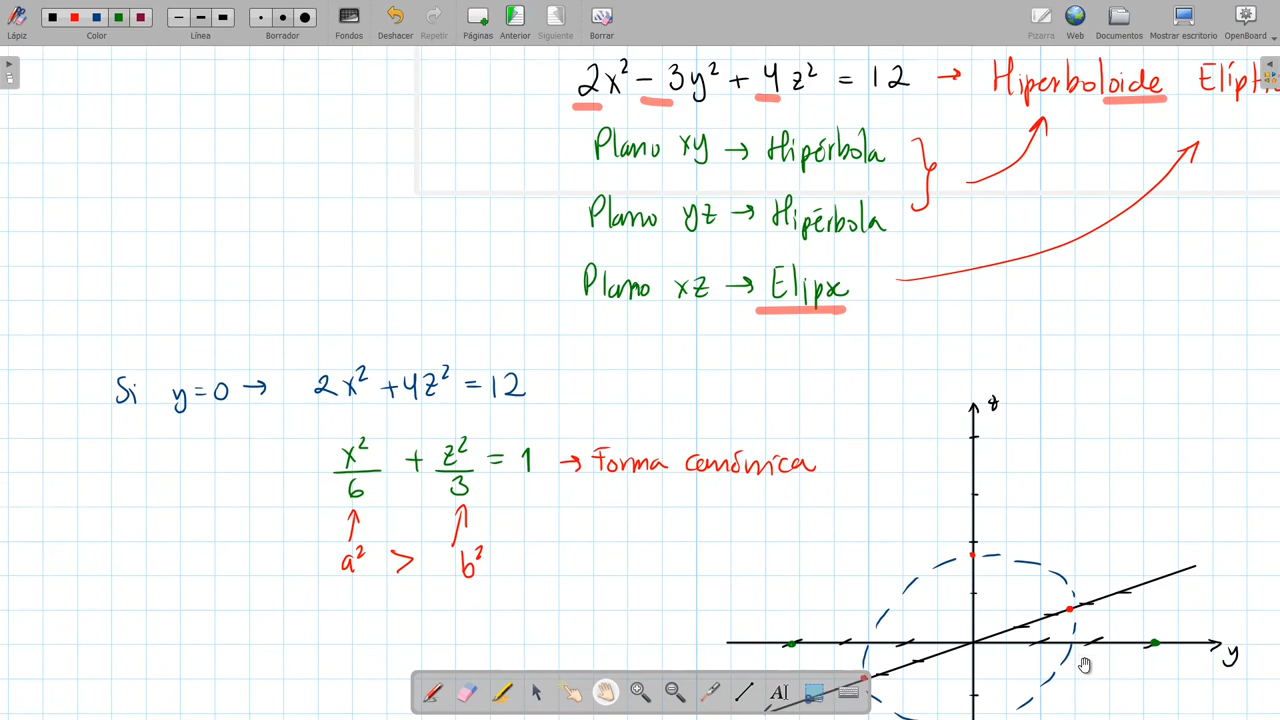 Lápiz Color Línea Borrador Fondos Deshacer Rehacer Páginas Anterior Siguiente Borrar Pizarra Web Documentos Mostrar escritorio OpenBoard
2x² − 3y² + 4z² = 12 → Hiperboloide Elípti
Plano xy → Hipérbola
Plano yz → Hipérbola
Plano xz → Elipse
Si y=0 → 2x² + 4z² = 12
x²/6 + z²/3 = 1 → Forma canónica
a² > b²
z
y